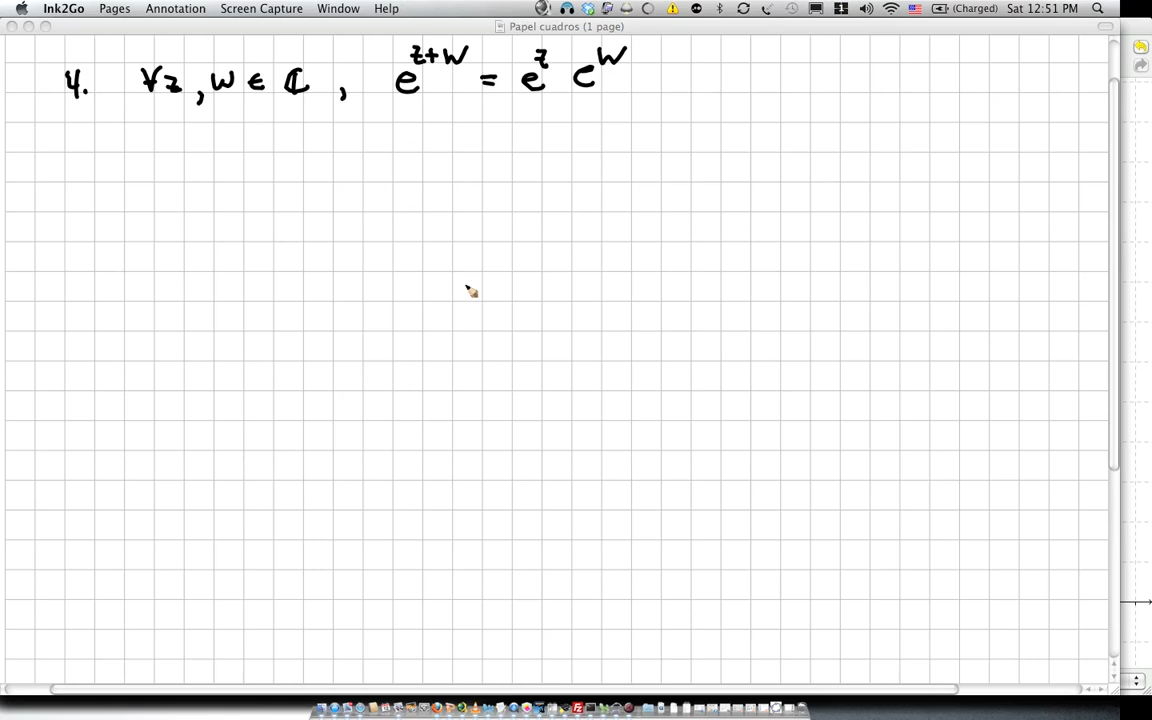 Ink2Go Pages Annotation Screen Capture Window Help (Charged) Sat 12:51 PM
Papel cuadros (1 page)
4. ∀z, w ∈ ℂ, e^{z+w} = e^z e^w